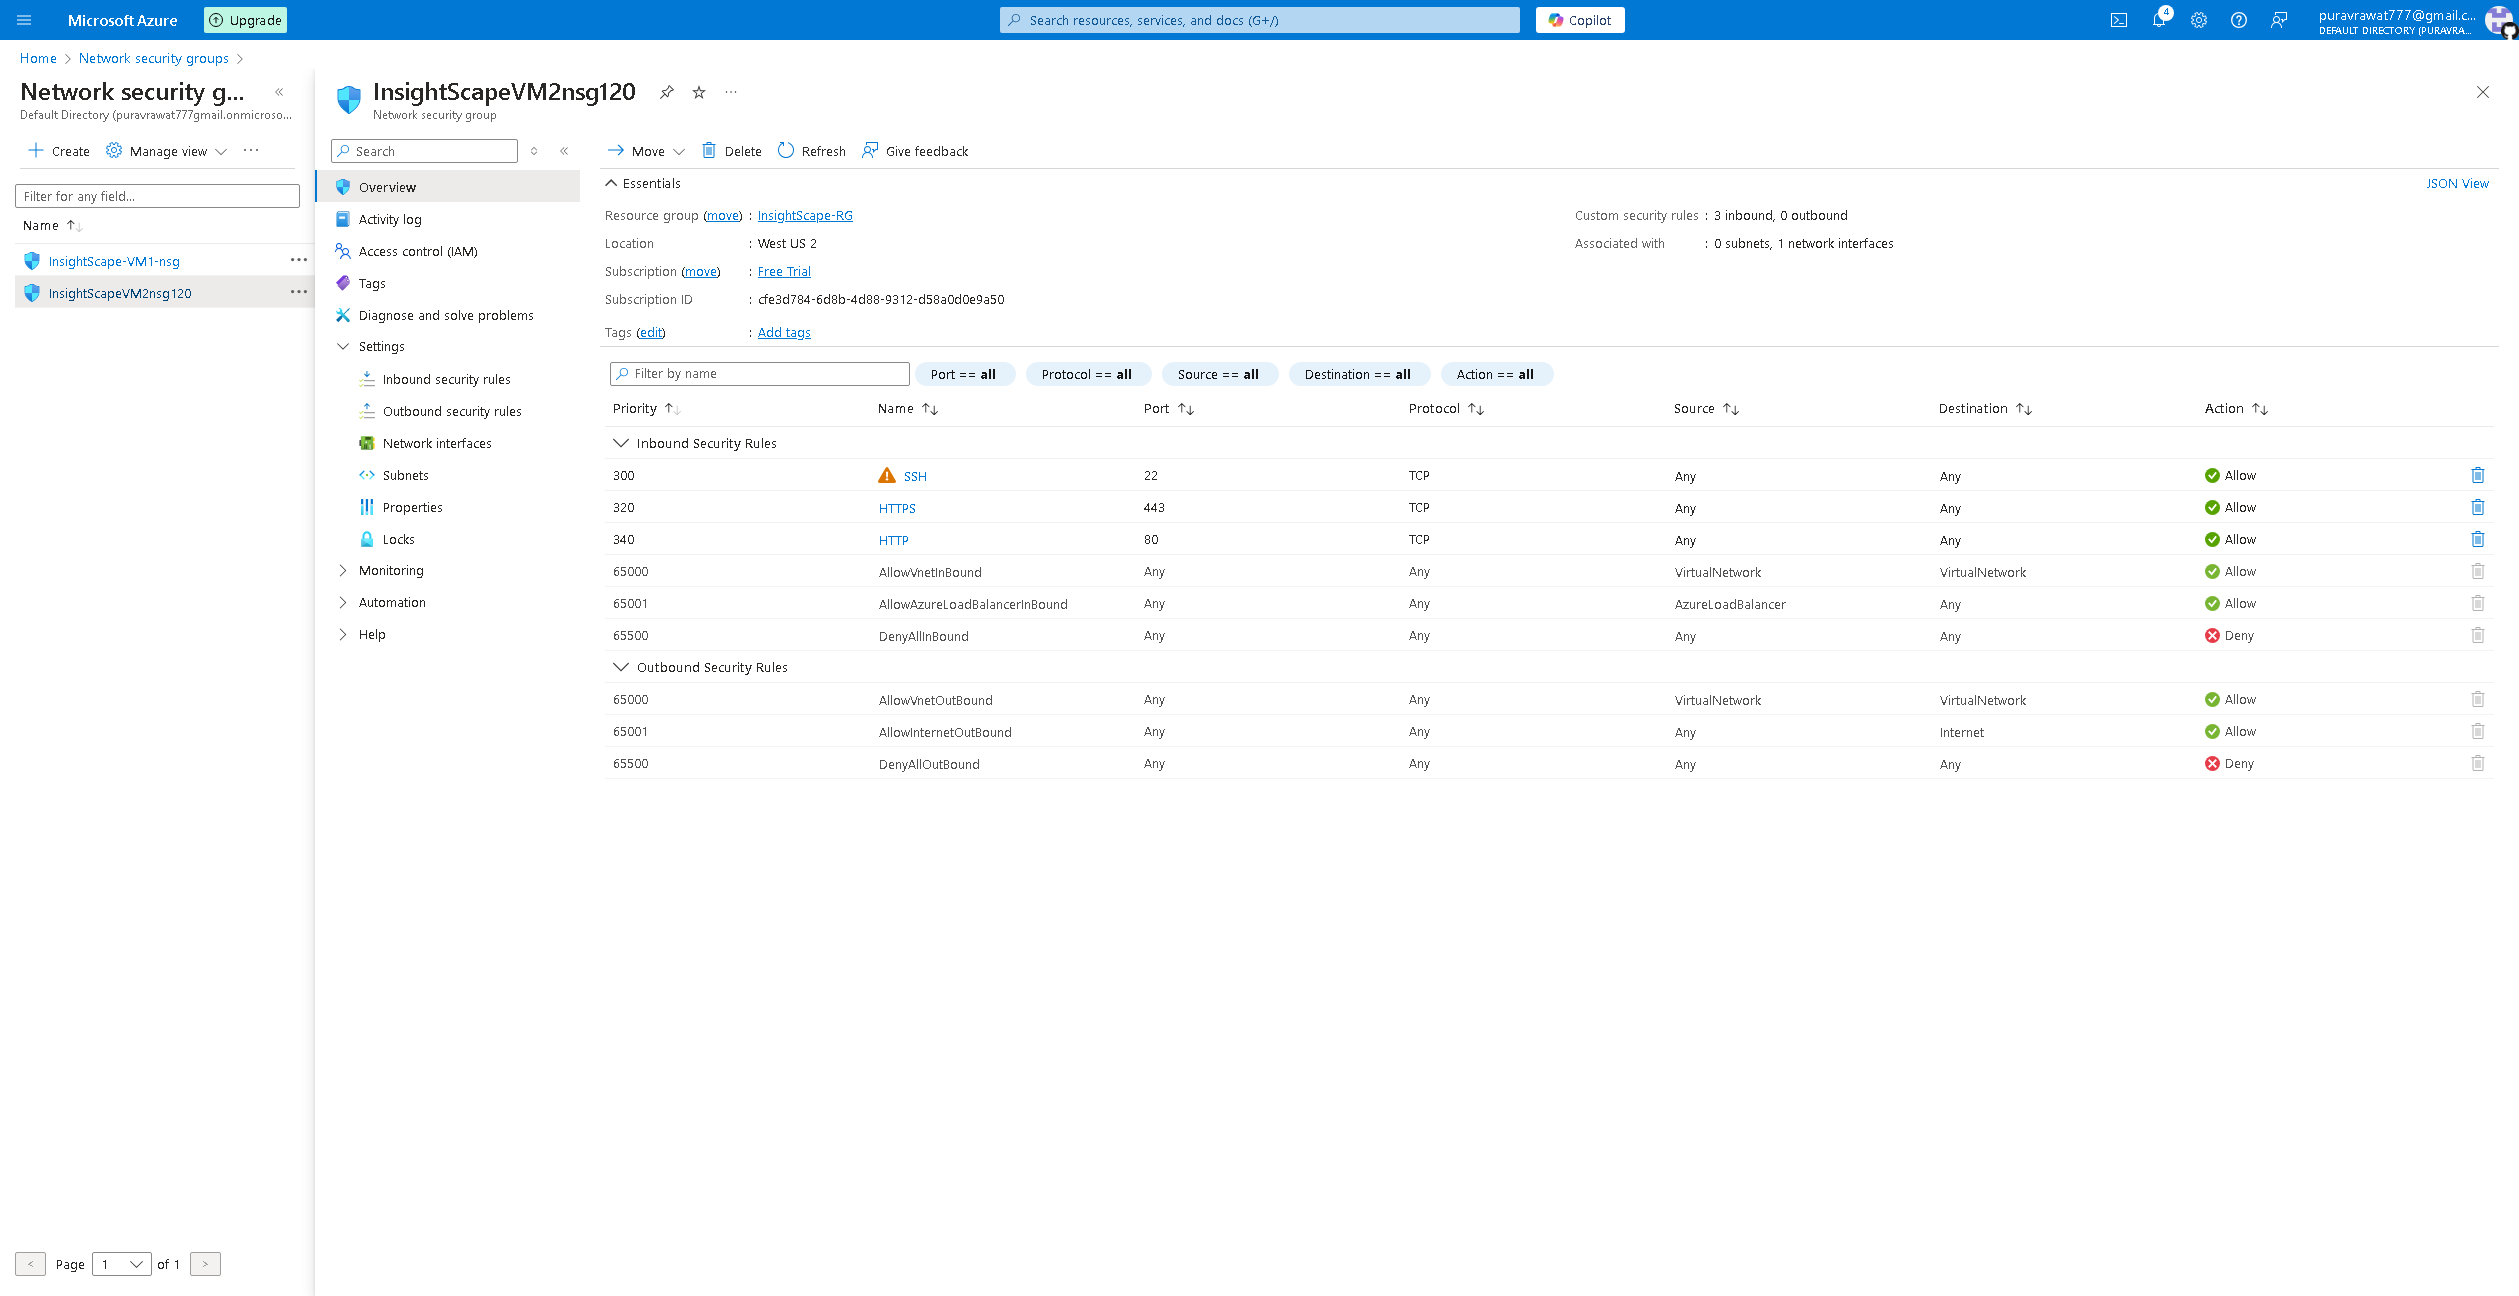 Microsoft Azure
Upgrade
Search resources, services, and docs (G+/)
Copilot
4
puravrawat777@gmail.c...
DEFAULT DIRECTORY (PURAVRA...
Home > Network security groups >
Network security g...
Default Directory (puravrawat777gmail.onmicroso...
Create
Manage view
Filter for any field...
Name
InsightScape-VM1-nsg
InsightScapeVM2nsg120
Page 1 of 1
InsightScapeVM2nsg120
Network security group
Search
Overview
Activity log
Access control (IAM)
Tags
Diagnose and solve problems
Settings
Inbound security rules
Outbound security rules
Network interfaces
Subnets
Properties
Locks
Monitoring
Automation
Help
Move Delete Refresh Give feedback
Essentials
JSON View
Resource group (move) : InsightScape-RG
Location : West US 2
Subscription (move) : Free Trial
Subscription ID : cfe3d784-6d8b-4d88-9312-d58a0d0e9a50
Tags (edit) : Add tags
Custom security rules : 3 inbound, 0 outbound
Associated with : 0 subnets, 1 network interfaces
Filter by name
Port == all Protocol == all Source == all Destination == all Action == all
Priority Name Port Protocol Source Destination Action
Inbound Security Rules
300 SSH 22 TCP Any Any Allow
320 HTTPS 443 TCP Any Any Allow
340 HTTP 80 TCP Any Any Allow
65000 AllowVnetInBound Any Any VirtualNetwork VirtualNetwork Allow
65001 AllowAzureLoadBalancerInBound Any Any AzureLoadBalancer Any Allow
65500 DenyAllInBound Any Any Any Any Deny
Outbound Security Rules
65000 AllowVnetOutBound Any Any VirtualNetwork VirtualNetwork Allow
65001 AllowInternetOutBound Any Any Any Internet Allow
65500 DenyAllOutBound Any Any Any Any Deny